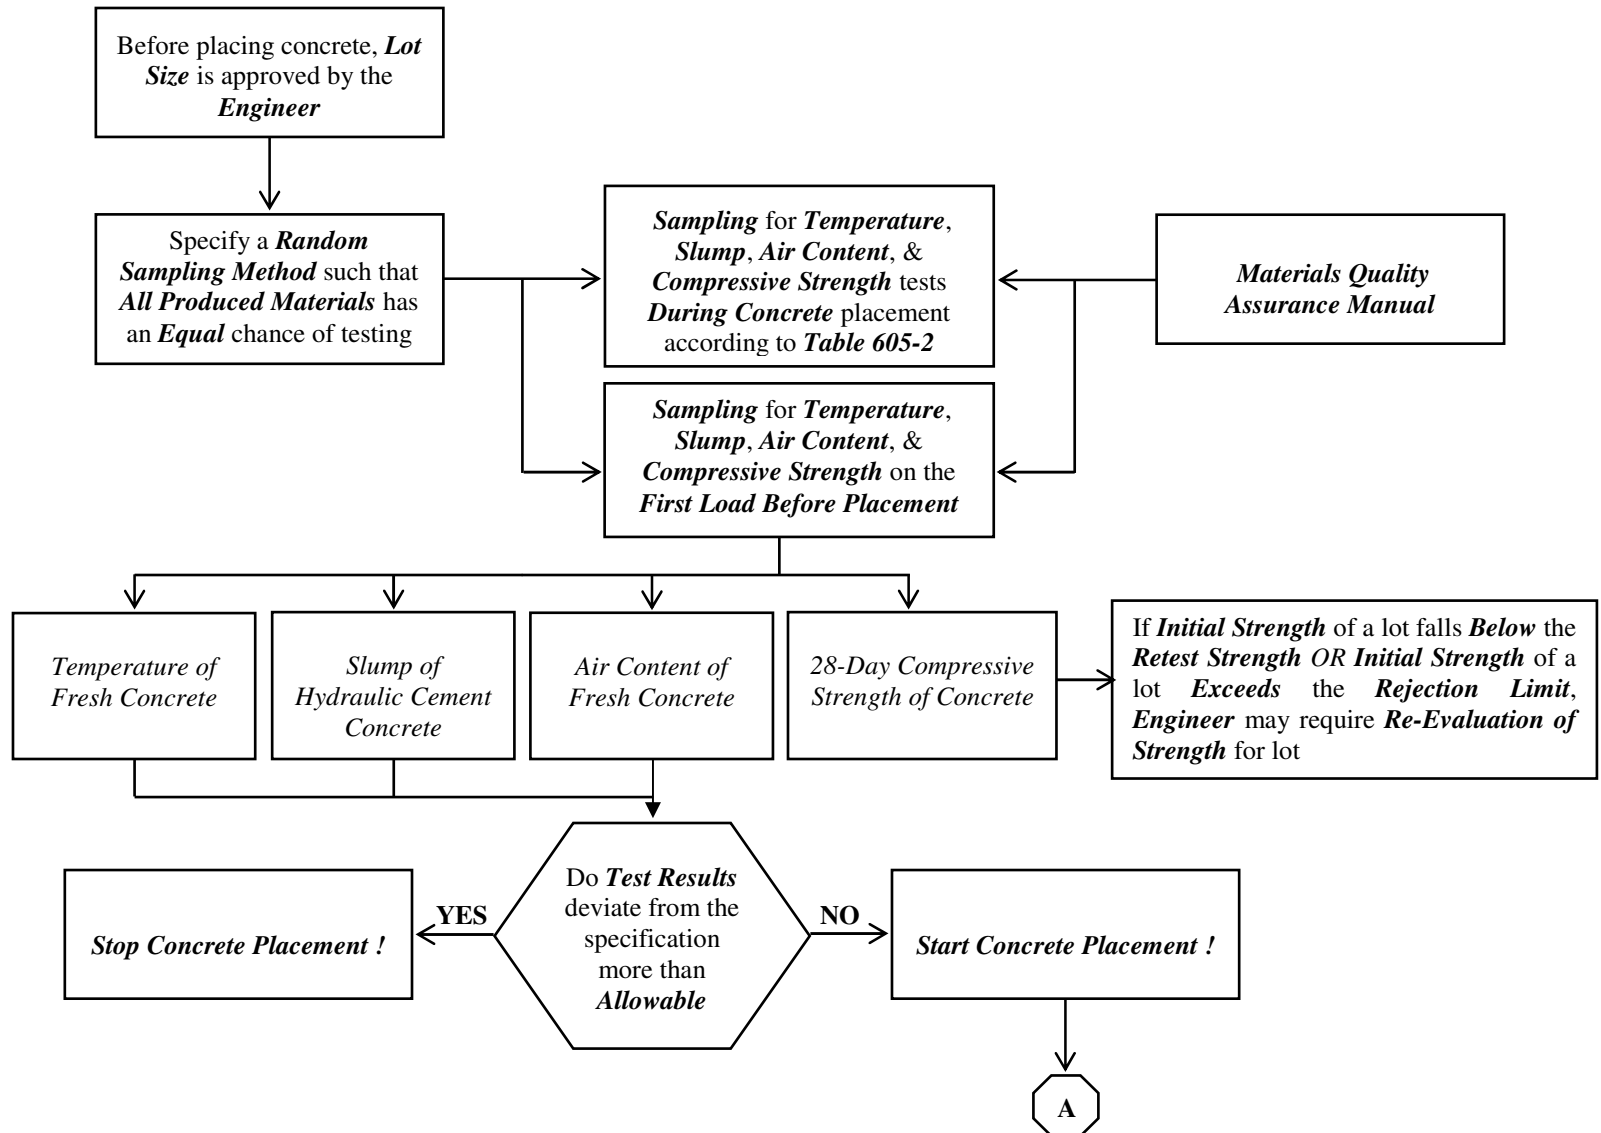 Before placing concrete, Lot
Size is approved by the
Engineer
Specify a Random
Sampling Method such that
All Produced Materials has
an Equal chance of testing
Sampling for Temperature,
Slump, Air Content, &
Compressive Strength tests
During Concrete placement
according to Table 605-2
Materials Quality
Assurance Manual
Sampling for Temperature,
Slump, Air Content, &
Compressive Strength on the
First Load Before Placement
Temperature of
Fresh Concrete
Slump of
Hydraulic Cement
Concrete
Air Content of
Fresh Concrete
28-Day Compressive
Strength of Concrete
If Initial Strength of a lot falls Below the
Retest Strength OR Initial Strength of a
lot Exceeds the Rejection Limit,
Engineer may require Re-Evaluation of
Strength for lot
Stop Concrete Placement !
YES
Do Test Results
deviate from the
specification
more than
Allowable
NO
Start Concrete Placement !
A